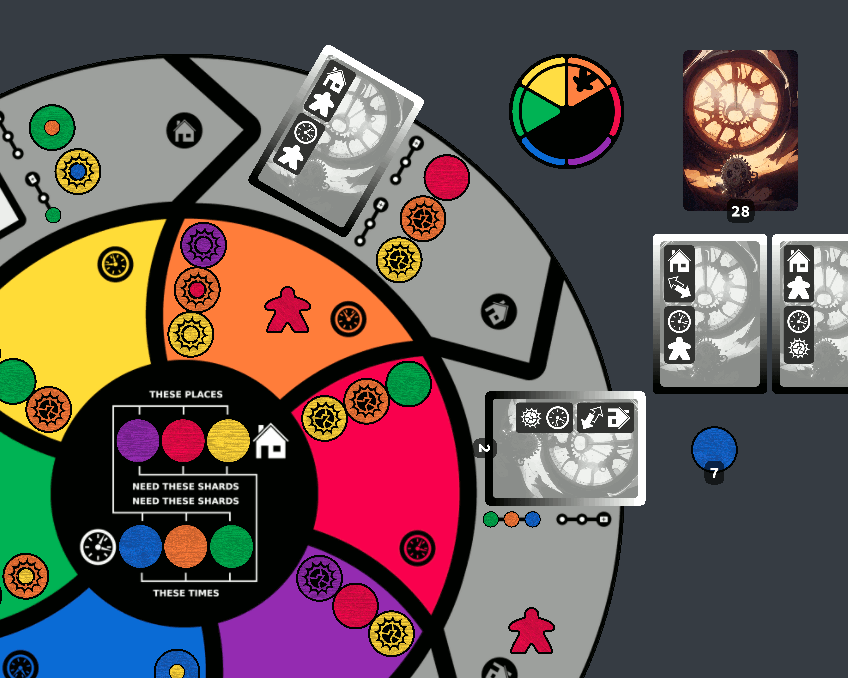 28
THESE PLACES
2
NEED THESE SHARDS
NEED THESE SHARDS
7
THESE TIMES